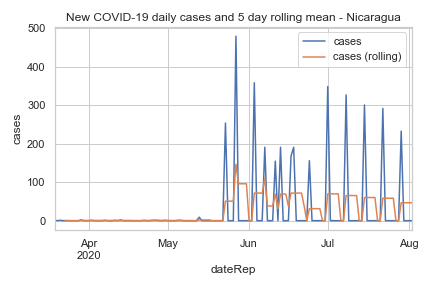 New COVID-19 daily cases and 5 day rolling mean - Nicaragua
500
400
300
200
100
0
cases
cases
cases (rolling)
Apr
2020
May
Jun
Jul
Aug
dateRep